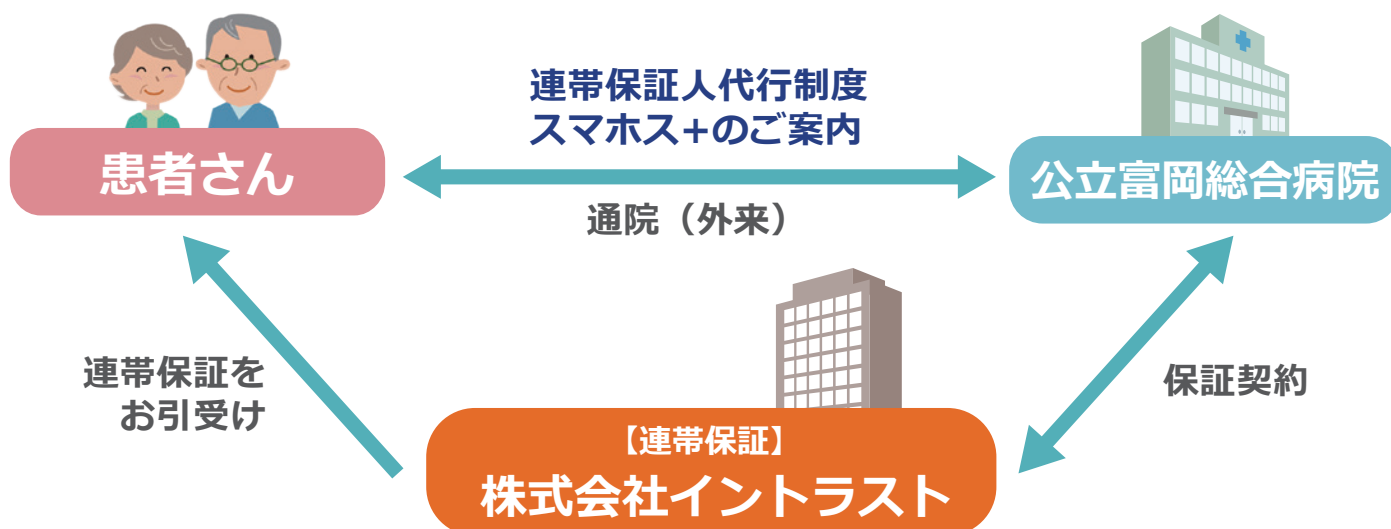 連帯保証人代行制度
スマホス+のご案内
患者さん
公立富岡総合病院
通院（外来）
連帯保証を
お引受け
保証契約
【連帯保証】
株式会社イントラスト